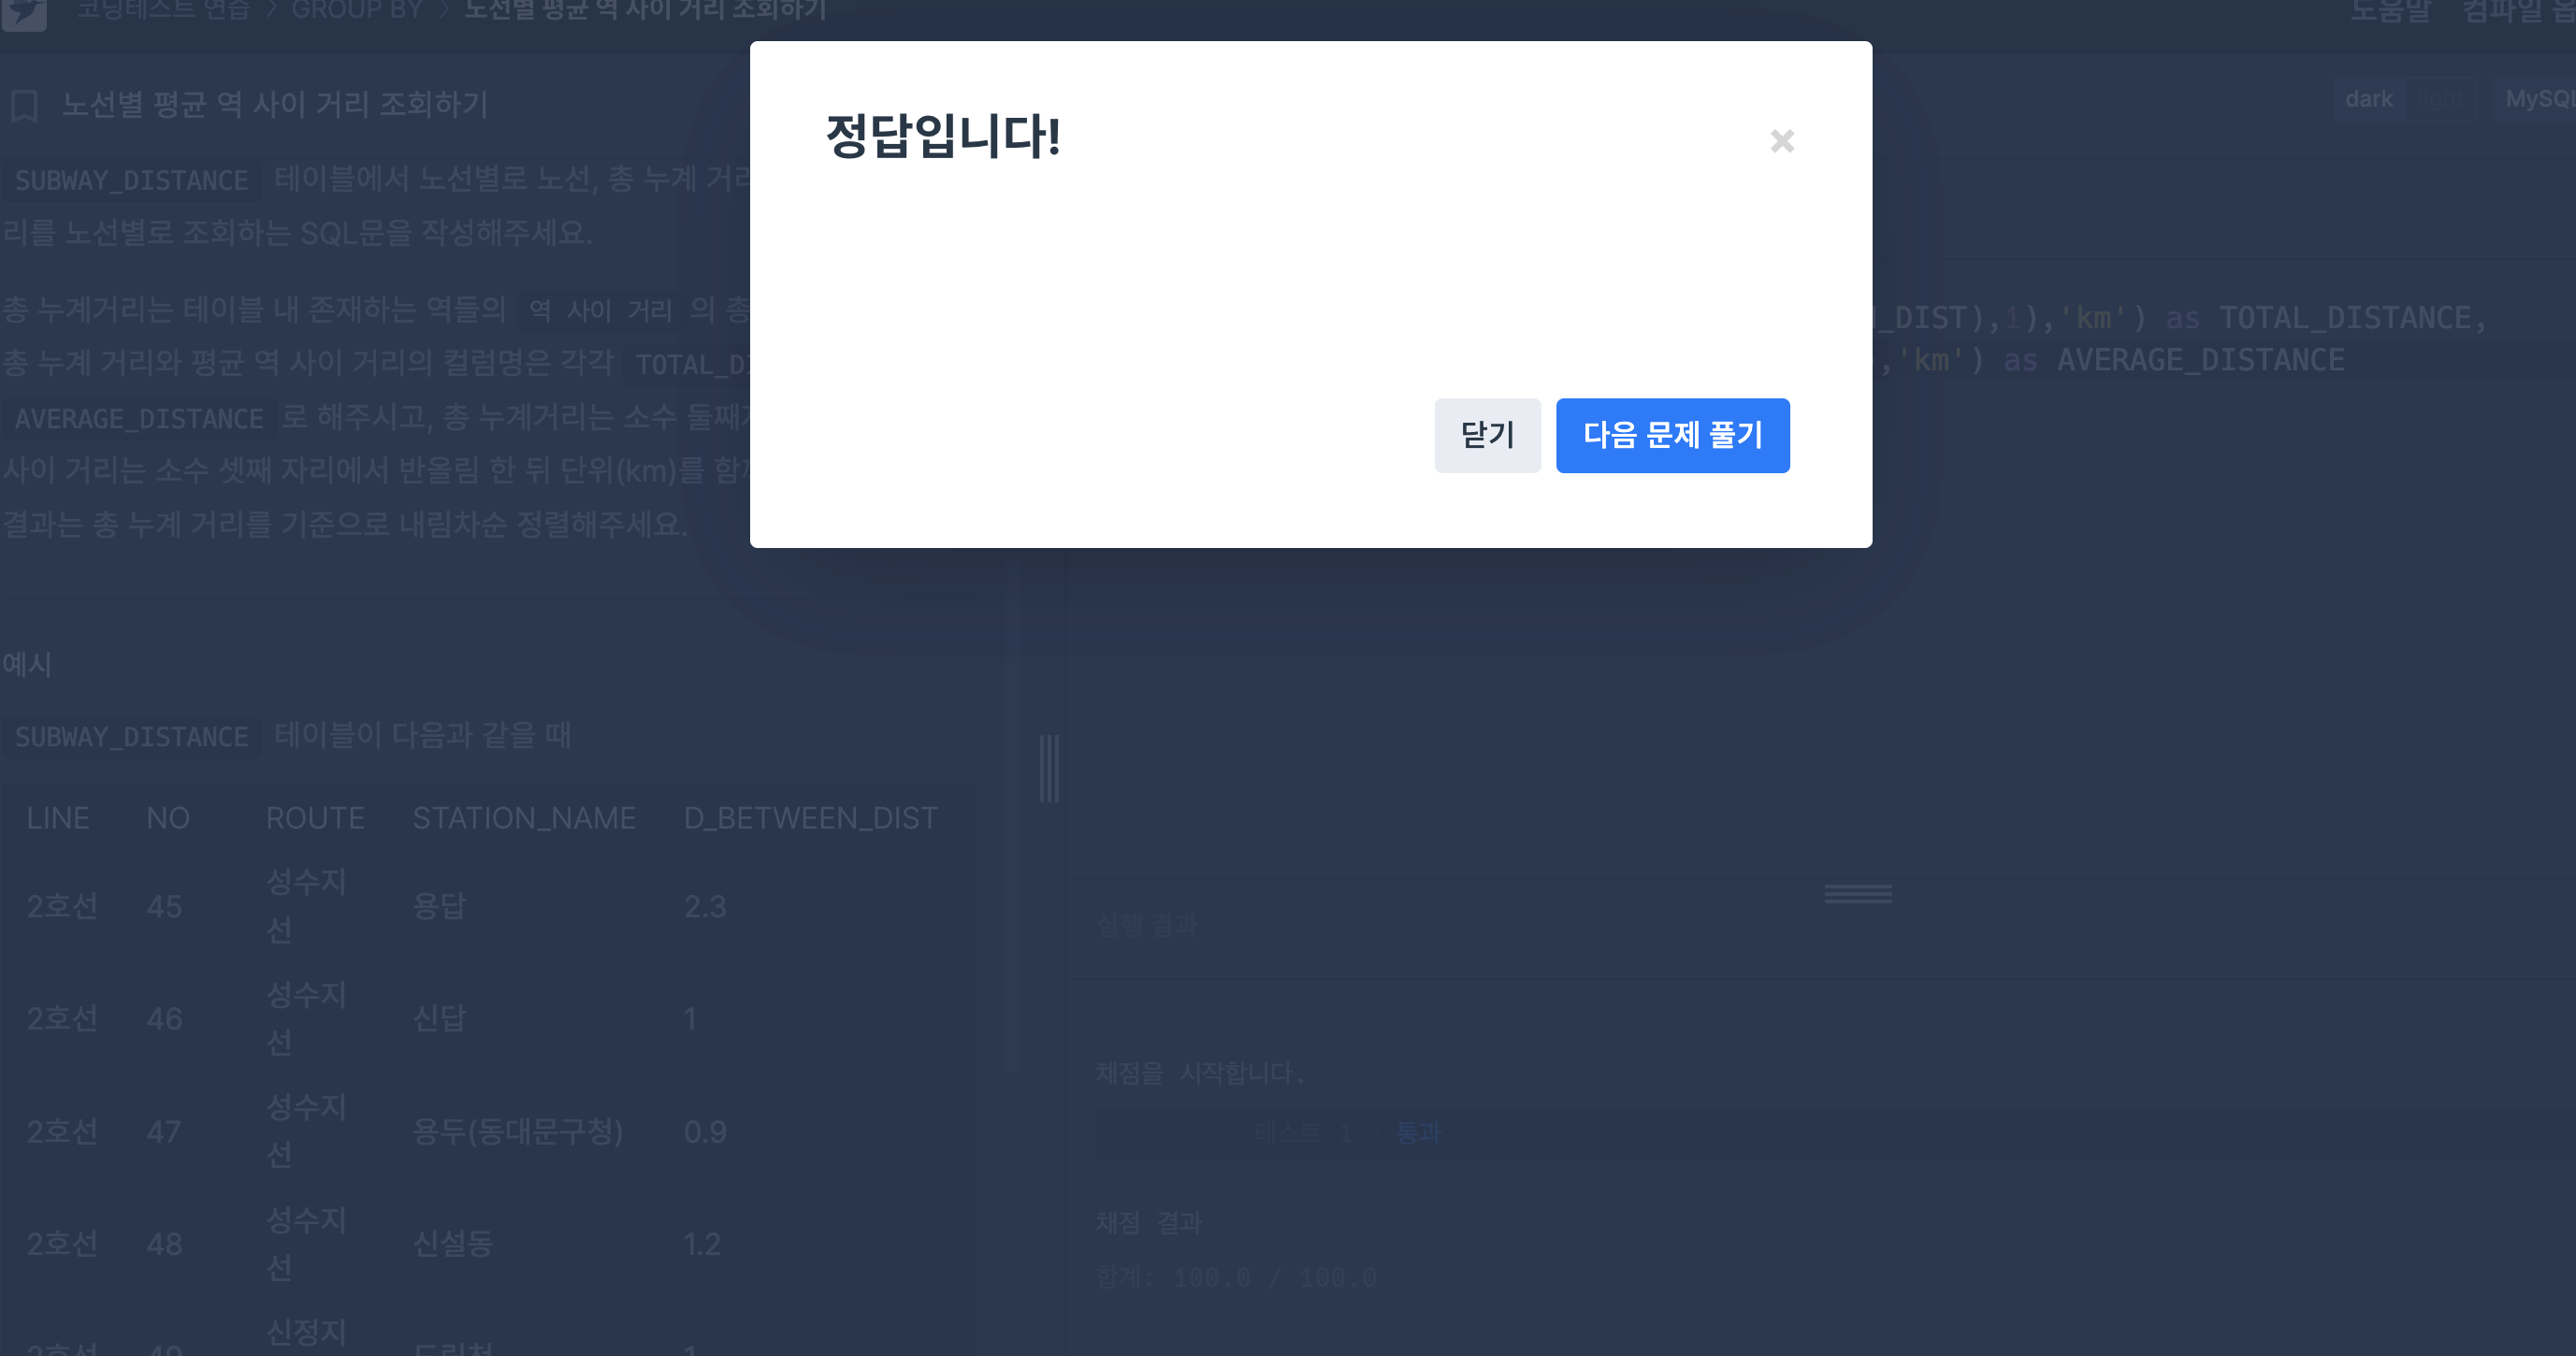 코딩테스트 연습 > GROUP BY > 노선별 평균 역 사이 거리 조회하기
도움말 컴파일
노선별 평균 역 사이 거리 조회하기
dark light MySQL
정답입니다!
×
닫기 다음 문제 풀기
SUBWAY_DISTANCE 테이블에서 노선별로 노선, 총 누계 거리
리를 노선별로 조회하는 SQL문을 작성해주세요.
총 누계거리는 테이블 내 존재하는 역들의 역 사이 거리 의 총
총 누계 거리와 평균 역 사이 거리의 컬럼명은 각각 TOTAL_DI
AVERAGE_DISTANCE 로 해주시고, 총 누계거리는 소수 둘째
사이 거리는 소수 셋째 자리에서 반올림 한 뒤 단위(km)를 함
결과는 총 누계 거리를 기준으로 내림차순 정렬해주세요.
예시
SUBWAY_DISTANCE 테이블이 다음과 같을 때
LINE NO ROUTE STATION_NAME D_BETWEEN_DIST
2호선 45 성수지선 용답 2.3
2호선 46 성수지선 신답 1
2호선 47 성수지선 용두(동대문구청) 0.9
2호선 48 성수지선 신설동 1.2
2호선 49 신정지 도림천 1
_DIST),1),'km') as TOTAL_DISTANCE,
,'km') as AVERAGE_DISTANCE
실행 결과
채점을 시작합니다.
테스트 1 통과
채점 결과
합계: 100.0 / 100.0